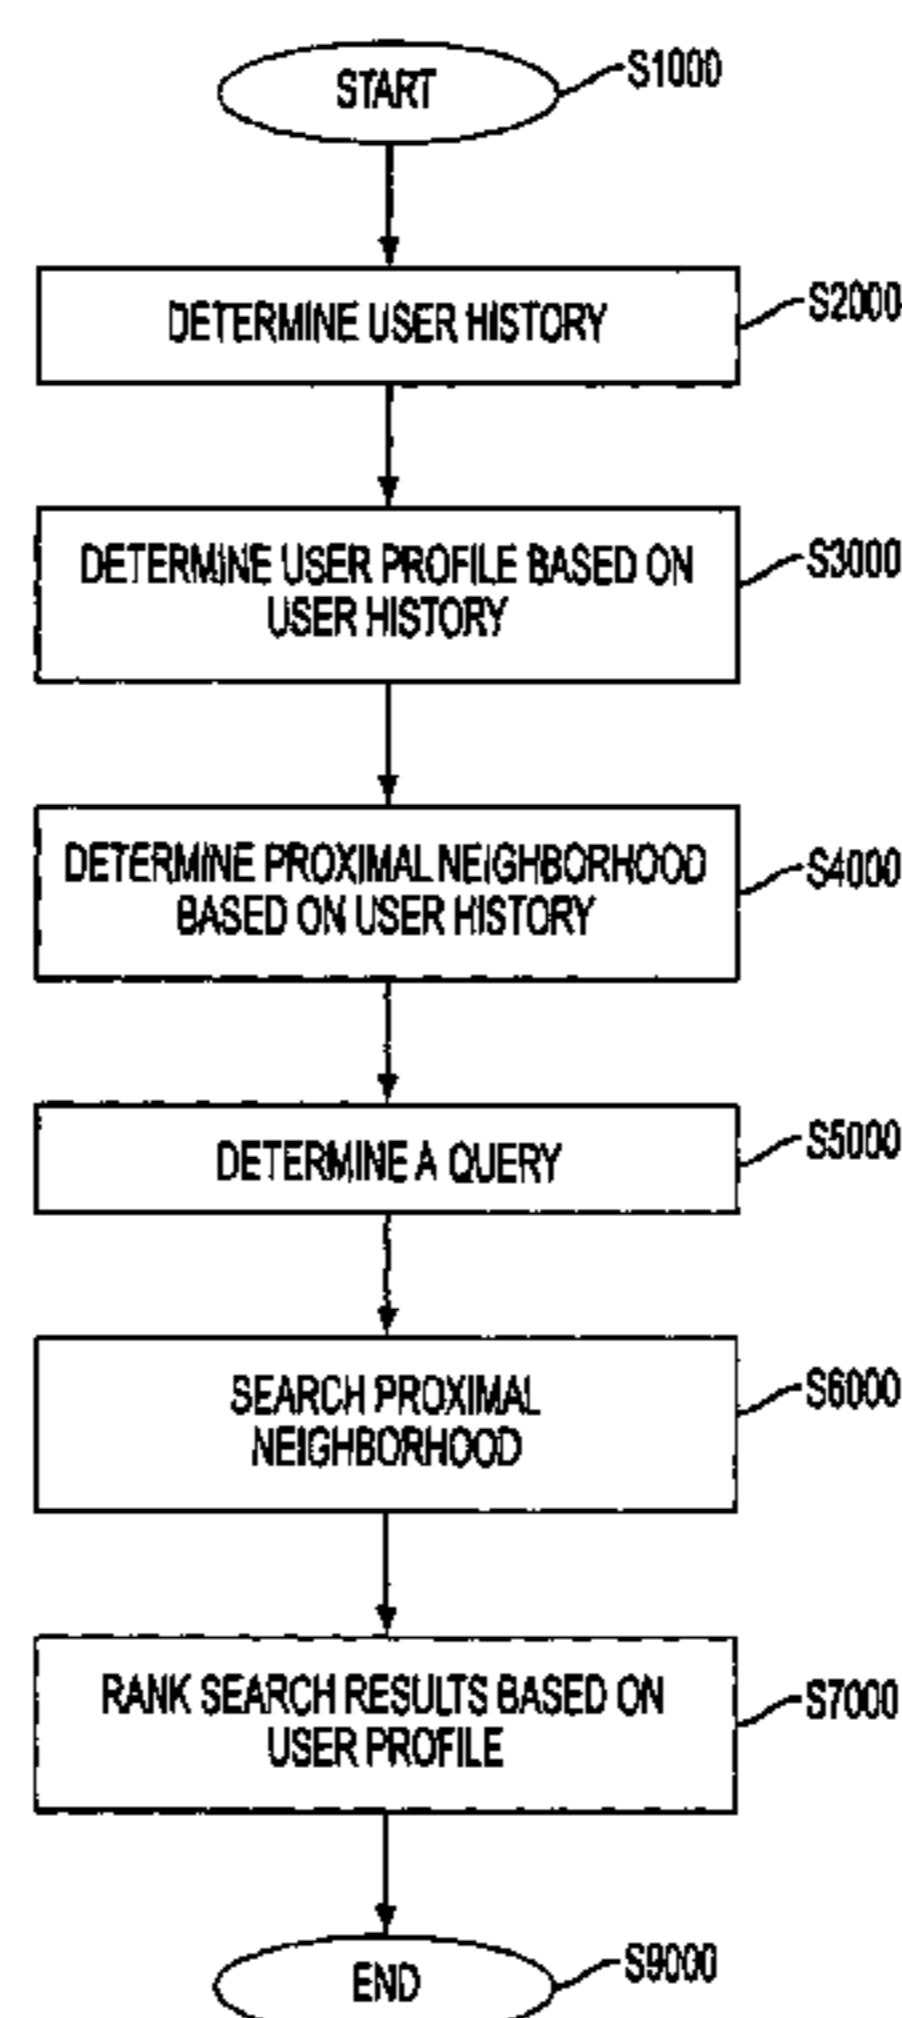 START
S1000
DETERMINE USER HISTORY
S2000
DETERMINE USER PROFILE BASED ON
USER HISTORY
S3000
DETERMINE PROXIMAL NEIGHBORHOOD
BASED ON USER HISTORY
S4000
DETERMINE A QUERY
S5000
SEARCH PROXIMAL
NEIGHBORHOOD
S6000
RANK SEARCH RESULTS BASED ON
USER PROFILE
S7000
END
S9000